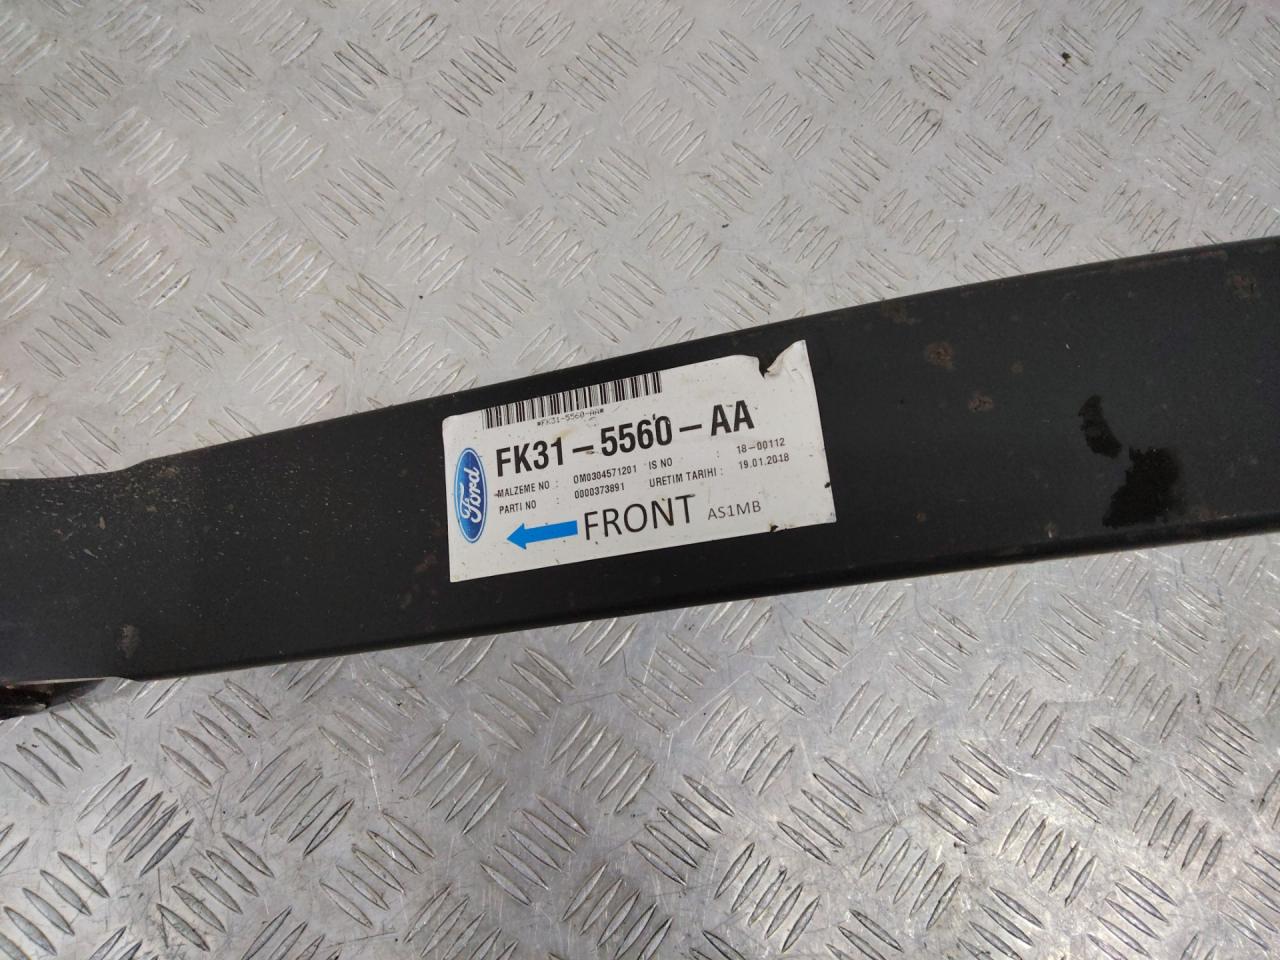 *FK31-5560-AA*
FK31-5560-AA
Ford
MALZEME NO : OM0304571201 IS NO : 18-00112
PARTI NO : 0000373891 URETIM TARIHI : 19.01.2018
FRONT AS1MB